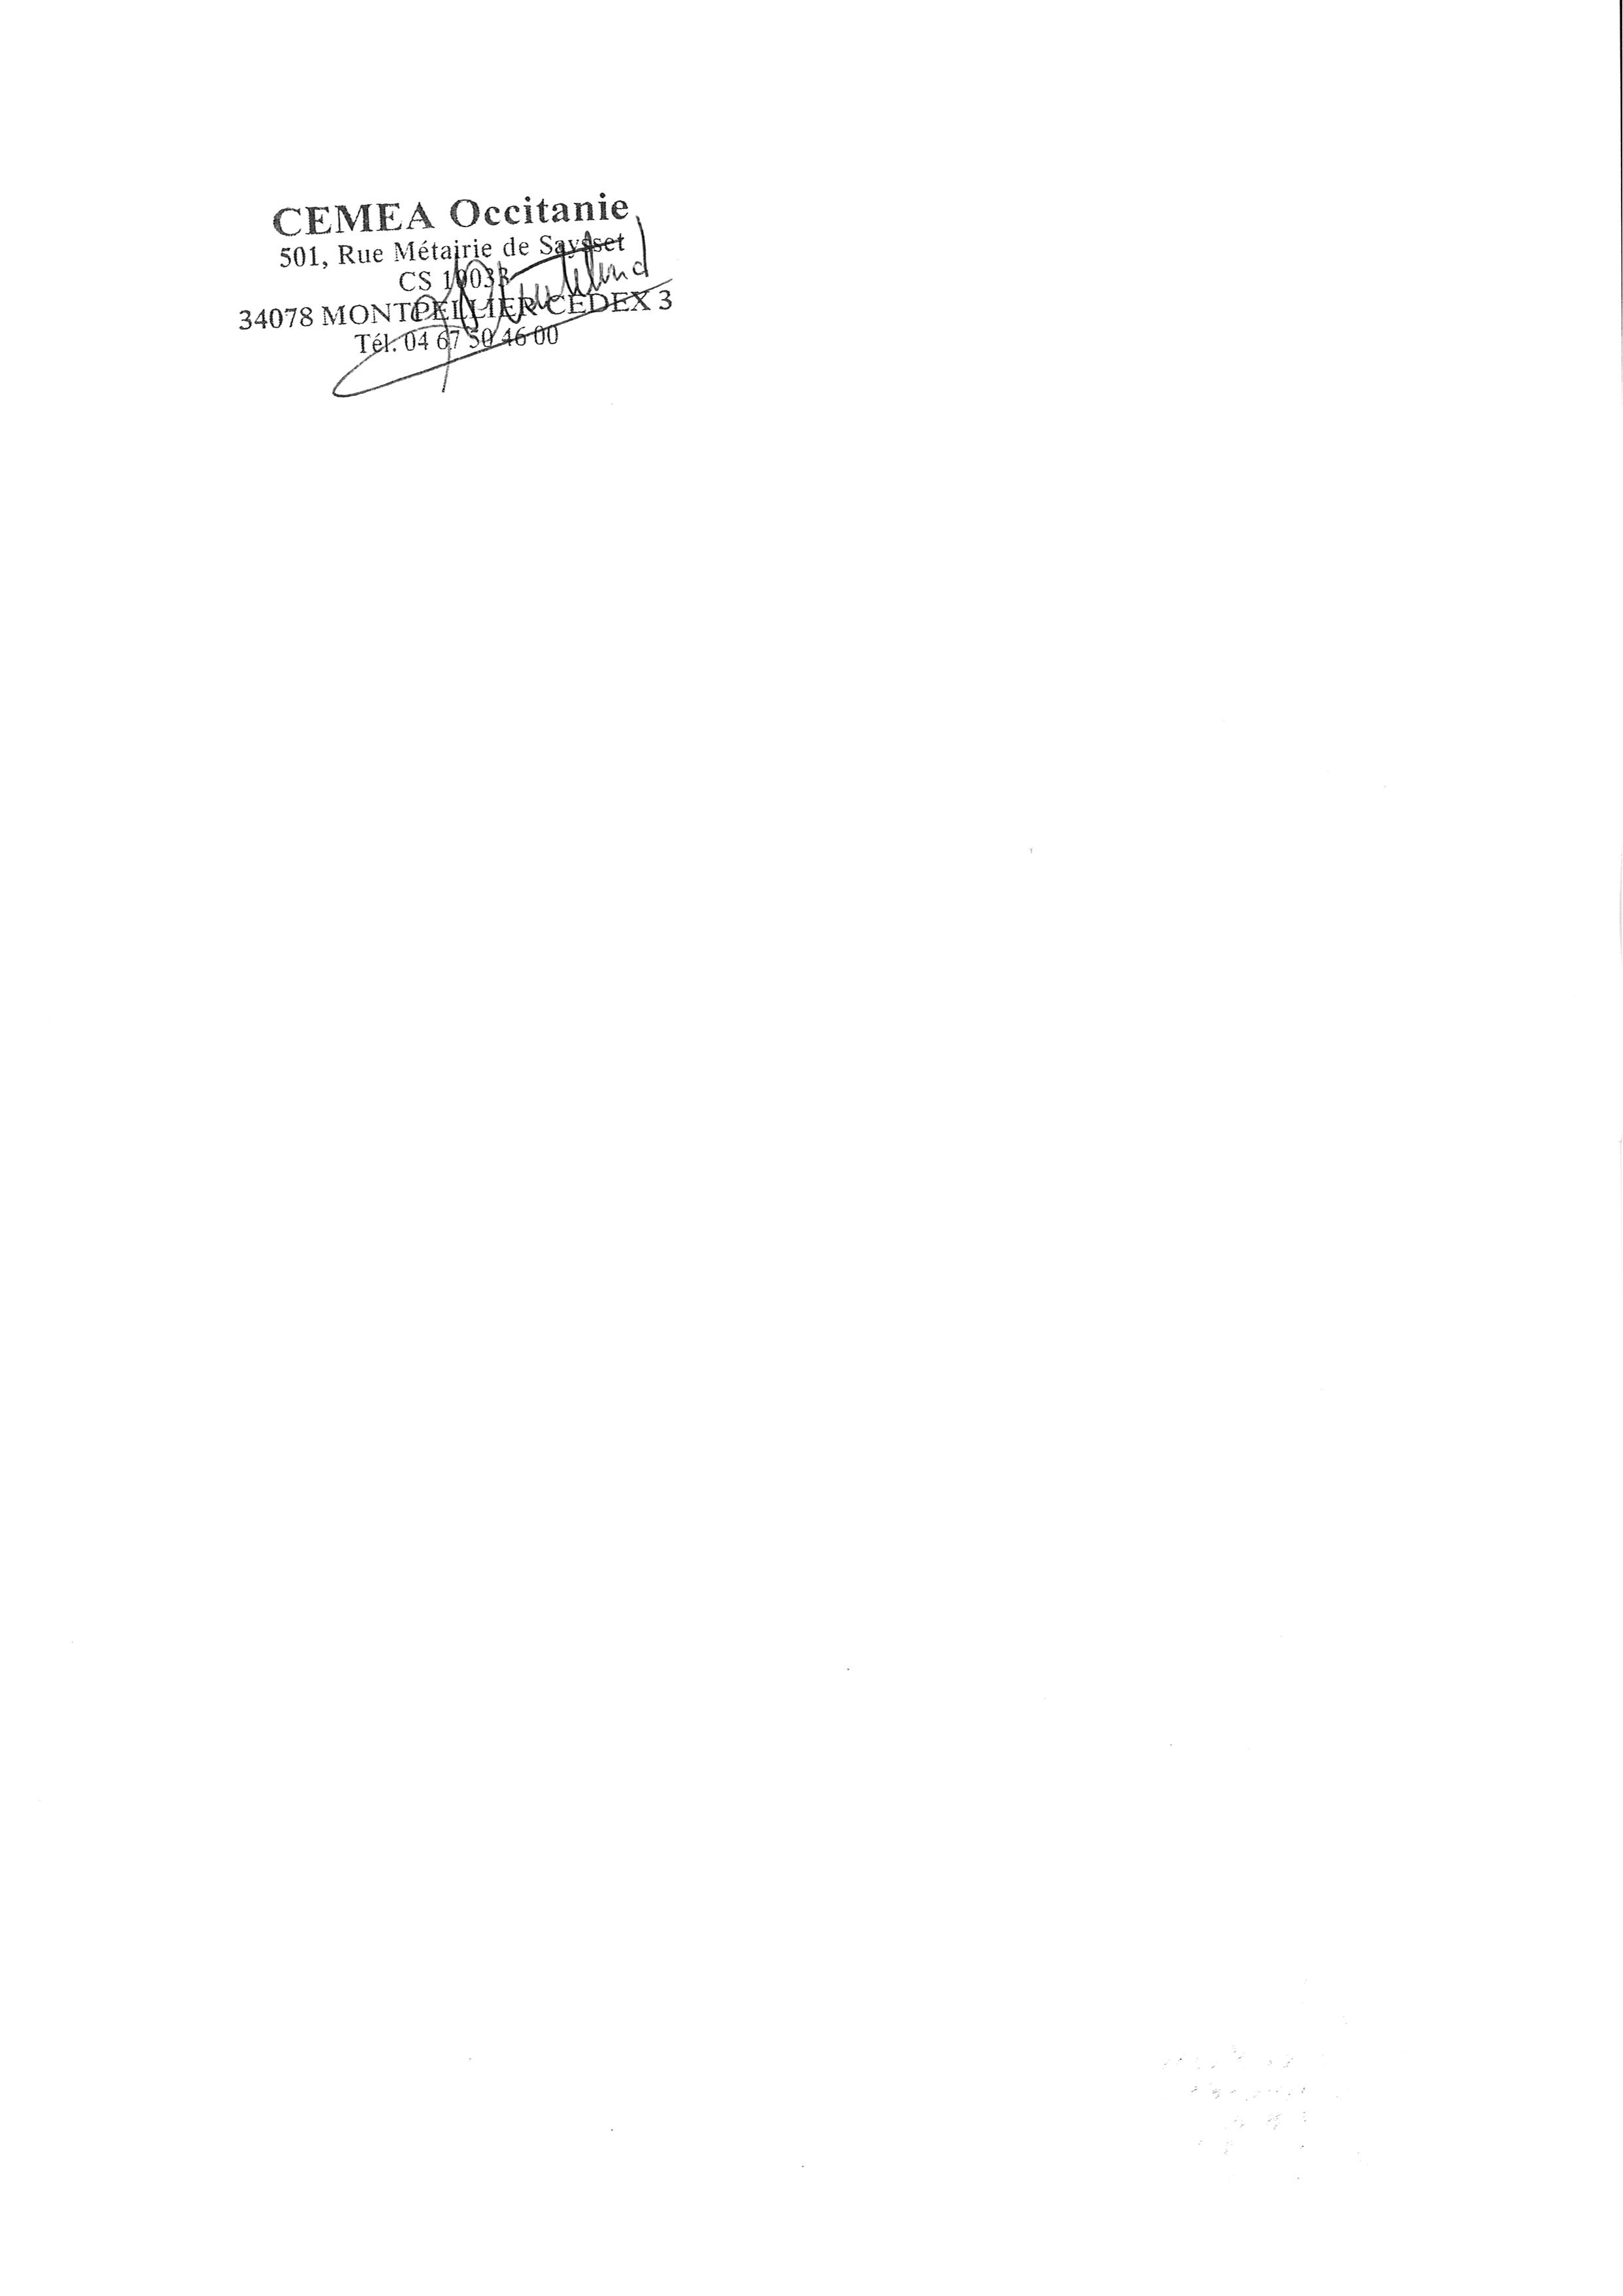 CEMEA Occitanie
501, Rue Métairie de Saysset
CS 10033
34078 MONTPELLIER CEDEX 3
Tél. 04 67 50 46 00